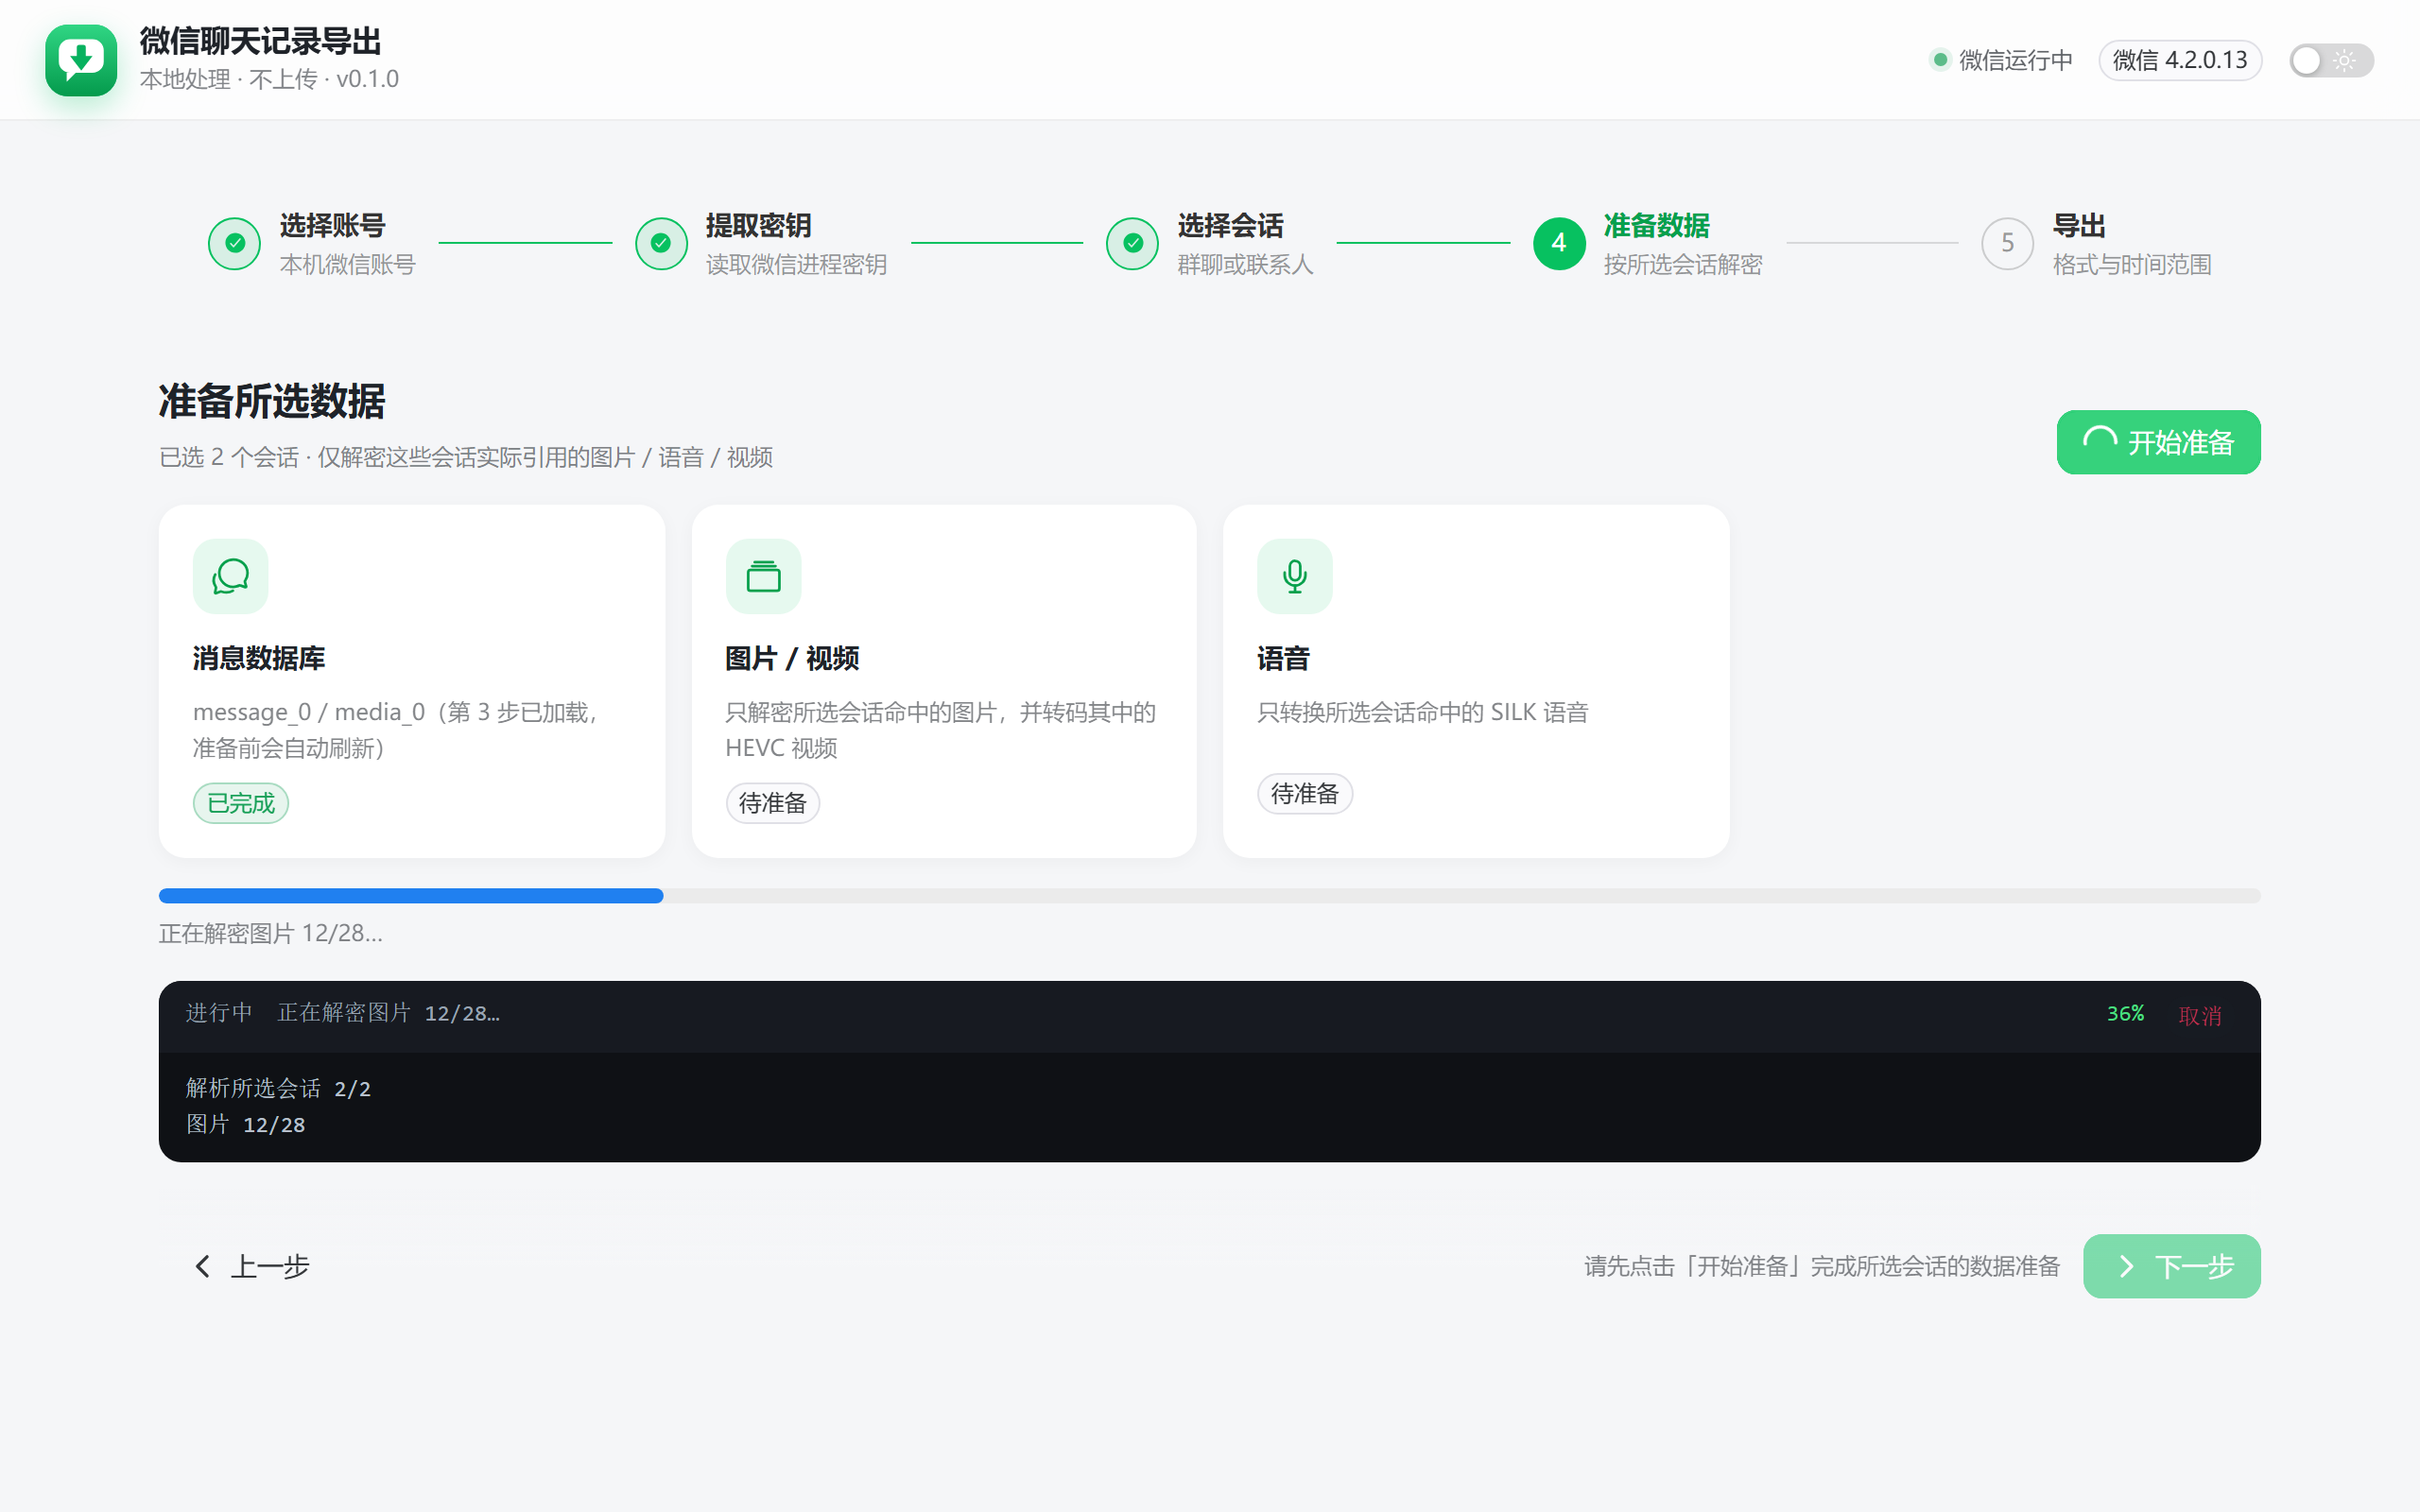 微信聊天记录导出
本地处理 · 不上传 · v0.1.0
微信运行中
微信 4.2.0.13
选择账号
本机微信账号
提取密钥
读取微信进程密钥
选择会话
群聊或联系人
4
准备数据
按所选会话解密
5
导出
格式与时间范围
准备所选数据
已选 2 个会话 · 仅解密这些会话实际引用的图片 / 语音 / 视频
开始准备
消息数据库
message_0 / media_0（第 3 步已加载，
准备前会自动刷新）
已完成
图片 / 视频
只解密所选会话命中的图片，并转码其中的
HEVC 视频
待准备
语音
只转换所选会话命中的 SILK 语音
待准备
正在解密图片 12/28...
进行中 正在解密图片 12/28…
36%
取消
解析所选会话 2/2
图片 12/28
上一步
请先点击「开始准备」完成所选会话的数据准备
下一步